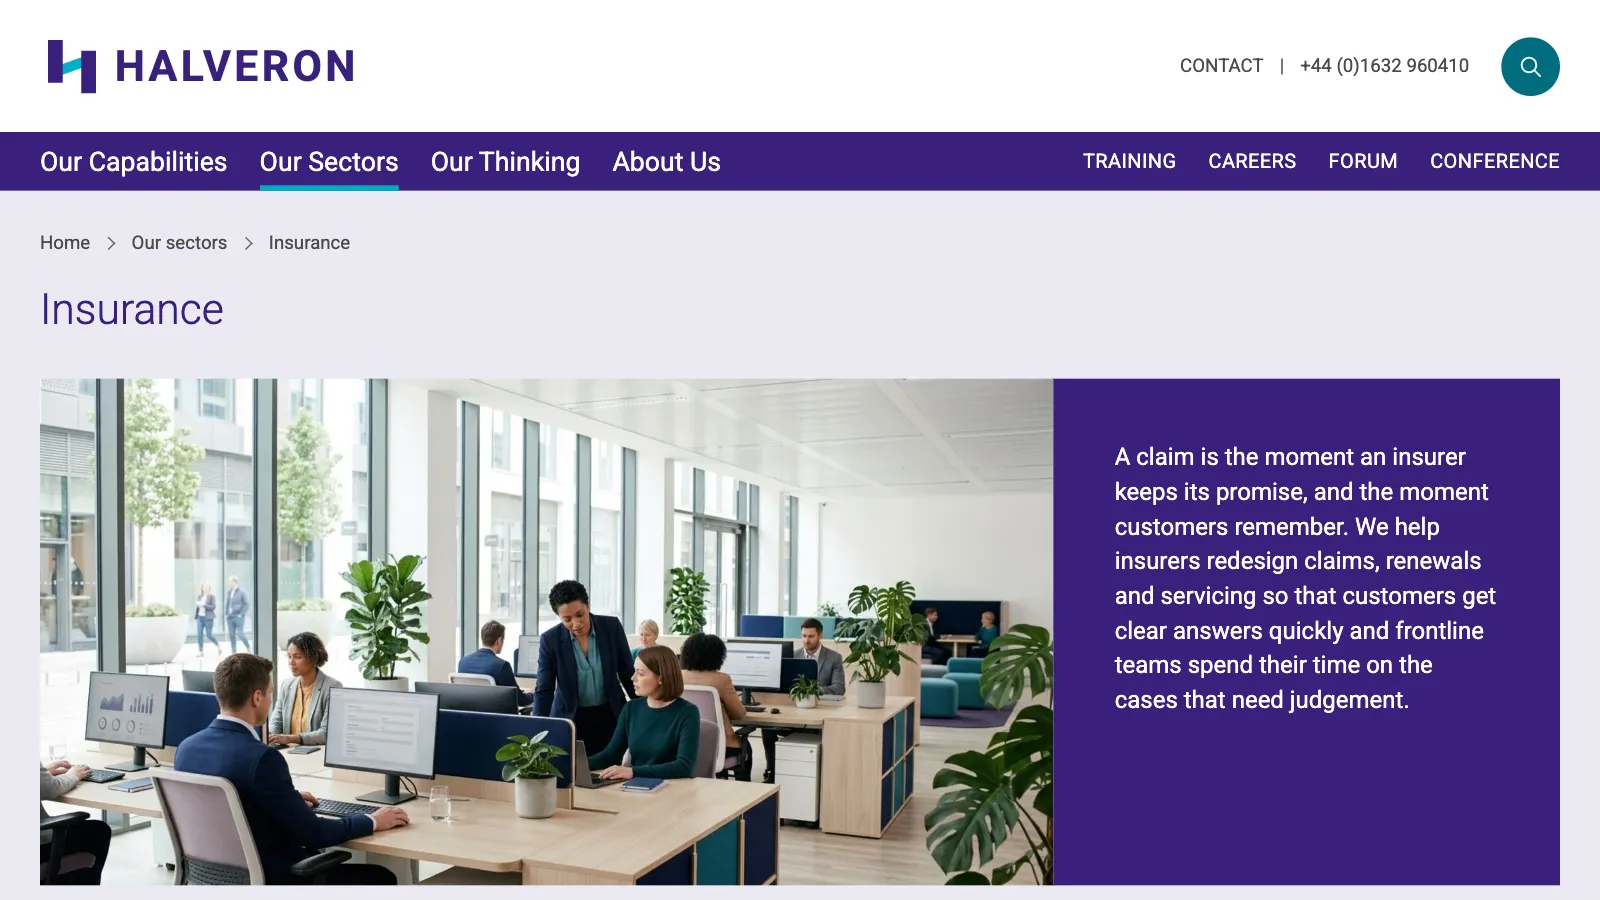 HALVERON
CONTACT | +44 (0)1632 960410
Our Capabilities Our Sectors Our Thinking About Us TRAINING CAREERS FORUM CONFERENCE
Home > Our sectors > Insurance
Insurance
A claim is the moment an insurer
keeps its promise, and the moment
customers remember. We help
insurers redesign claims, renewals
and servicing so that customers get
clear answers quickly and frontline
teams spend their time on the
cases that need judgement.